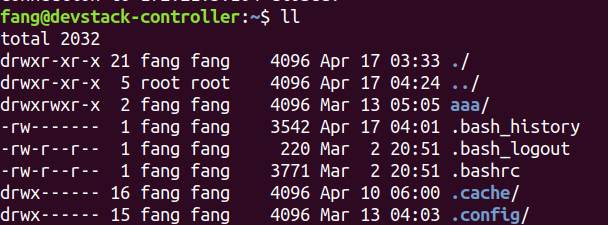 fang@devstack-controller:~$ ll
total 2032
drwxr-xr-x 21 fang fang    4096 Apr 17 03:33 ./
drwxr-xr-x  5 root root    4096 Apr 17 04:24 ../
drwxrwxr-x  2 fang fang    4096 Mar 13 05:05 aaa/
-rw-------  1 fang fang    3542 Apr 17 04:01 .bash_history
-rw-r--r--  1 fang fang     220 Mar  2 20:51 .bash_logout
-rw-r--r--  1 fang fang    3771 Mar  2 20:51 .bashrc
drwx------ 16 fang fang    4096 Apr 10 06:00 .cache/
drwx------ 15 fang fang    4096 Mar 13 04:03 .config/